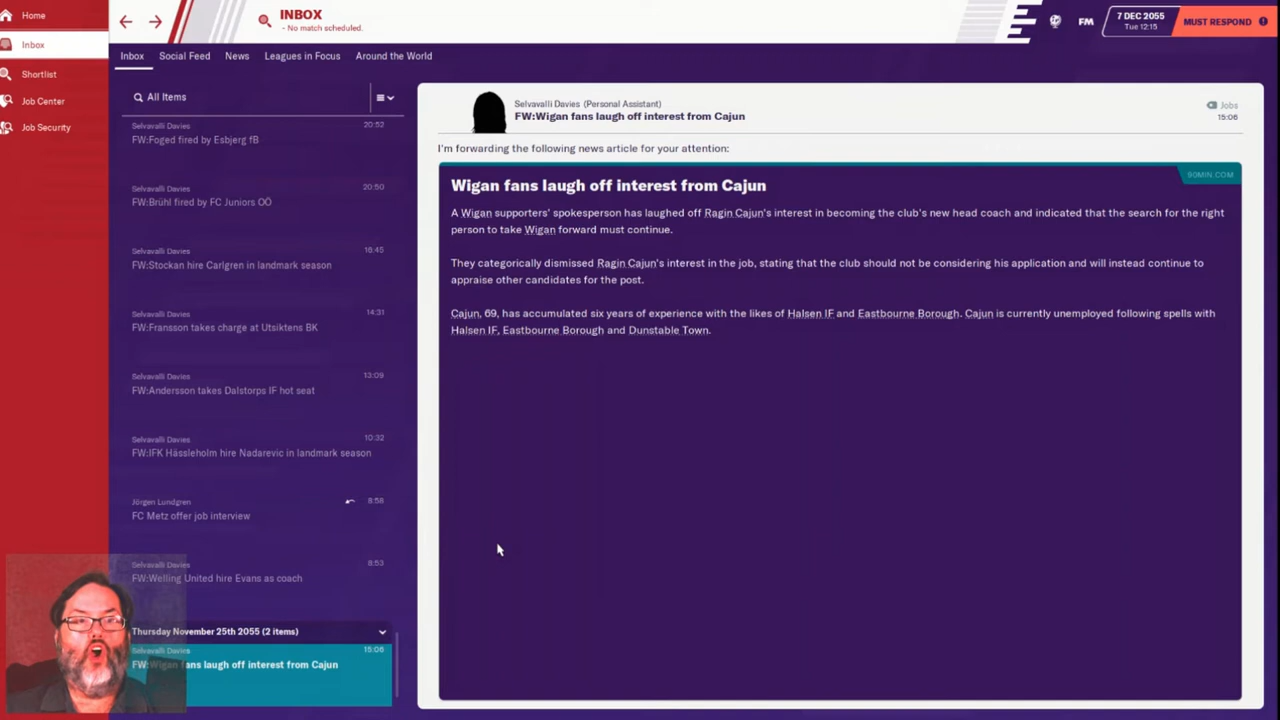 Home
Inbox
Shortlist
Job Center
Job Security
INBOX
- No match scheduled.
FM
7 DEC 2055
Tue 12:15
MUST RESPOND
Inbox
Social Feed
News
Leagues in Focus
Around the World
All Items
Selvavalli Davies
20:52
FW:Foged fired by Esbjerg fB
Selvavalli Davies
20:50
FW:Brühl fired by FC Juniors OÖ
Selvavalli Davies
16:45
FW:Stockan hire Carlgren in landmark season
Selvavalli Davies
14:31
FW:Fransson takes charge at Utsiktens BK
Selvavalli Davies
13:09
FW:Andersson takes Dalstorps IF hot seat
Selvavalli Davies
10:32
FW:IFK Hässleholm hire Nadarevic in landmark season
Jörgen Lundgren
8:58
FC Metz offer job interview
Selvavalli Davies
8:53
FW:Welling United hire Evans as coach
Thursday November 25th 2055 (2 items)
Selvavalli Davies
15:06
FW:Wigan fans laugh off interest from Cajun
Selvavalli Davies (Personal Assistant)
FW:Wigan fans laugh off interest from Cajun
Jobs
15:06
I'm forwarding the following news article for your attention:
Wigan fans laugh off interest from Cajun
90MIN.COM
A Wigan supporters' spokesperson has laughed off Ragin Cajun's interest in becoming the club's new head coach and indicated that the search for the right
person to take Wigan forward must continue.
They categorically dismissed Ragin Cajun's interest in the job, stating that the club should not be considering his application and will instead continue to
appraise other candidates for the post.
Cajun, 69, has accumulated six years of experience with the likes of Halsen IF and Eastbourne Borough. Cajun is currently unemployed following spells with
Halsen IF, Eastbourne Borough and Dunstable Town.